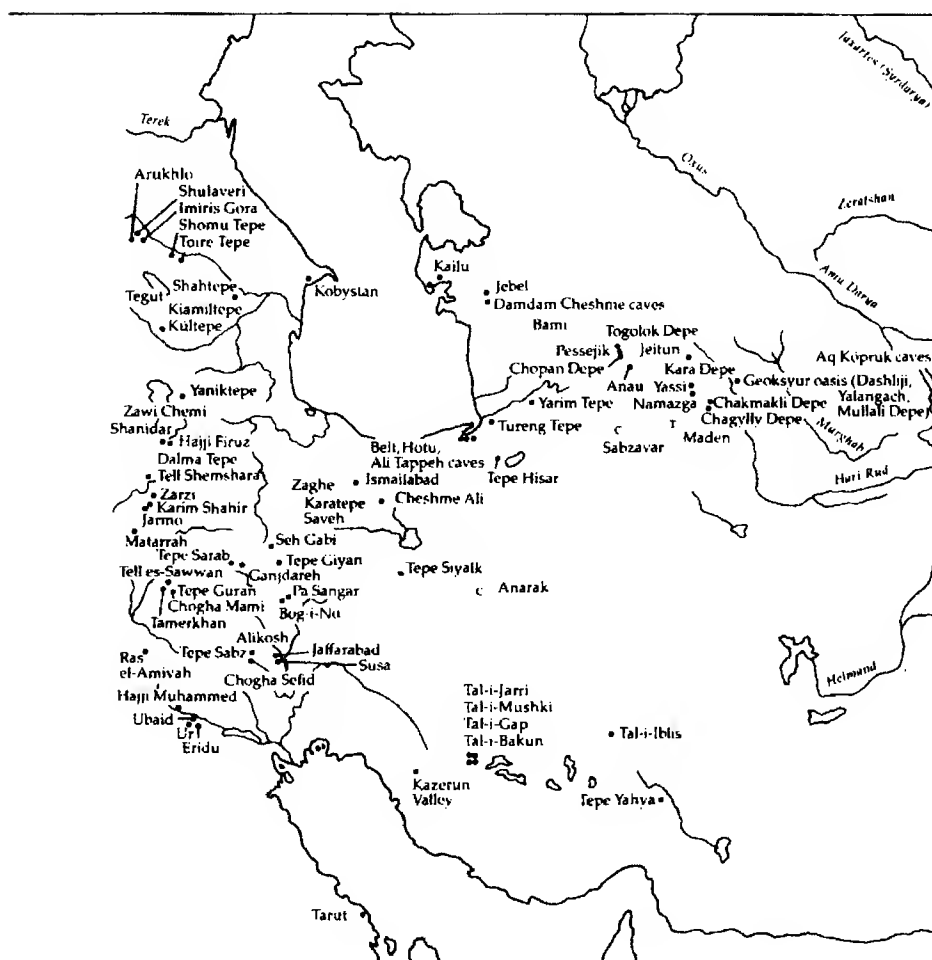 Jaxartes (Syrdarya)
Terek
Oxus
Arukhlo
Shulaveri
Imiris Gora
Shomu Tepe
Toire Tepe
Zeratshan
Kailu
Amu Darya
Shahtepe
Tegut
Kobystan
Jebel
Damdam Cheshme caves
Kiamiltepe
Kültepe
Bami
Togolok Depe
Pessejik
Jeitun
Aq Kopruk caves
Chopan Depe
Kara Depe
Anau
Yassi
Geoksyur oasis (Dashliji,
Yalangach,
Mullali Depe)
Yaniktepe
Yarim Tepe
Namazga
Chakmakli Depe
Zawi Chemi
Shanidar
Tureng Tepe
Chagylly Depe
Murghab
C
T
Sabzavar
Maden
Hajji Firuz
Belt, Hotu,
Ali Tappeh caves
Dalma Tepe
Tepe Hisar
Huri Rud
Tell Shemshara
Ismailabad
Zaghe
Zarzi
Karatepe
Cheshme Ali
Karim Shahir
Saveh
Jarmo
Matarrah
Seh Gabi
Tepe Sarab
Tepe Giyan
Tell es-Sawwan
Ganjdareh
Tepe Siyalk
C Anarak
Tepe Guran
Pa Sangar
Chogha Mami
Bog-i-No
Tamerkhan
Alikosh
Ras
el-Amiyah
Tepe Sabz
Jaffarabad
Susa
Helmund
Chogha Sefid
Hajji Muhammed
Tal-i-Jarri
Tal-i-Mushki
Ubaid
Tal-i-Gap
Tal-i-Iblis
Ur
Tal-i-Bakun
Eridu
Kazerun
Valley
Tepe Yahya
Tarut